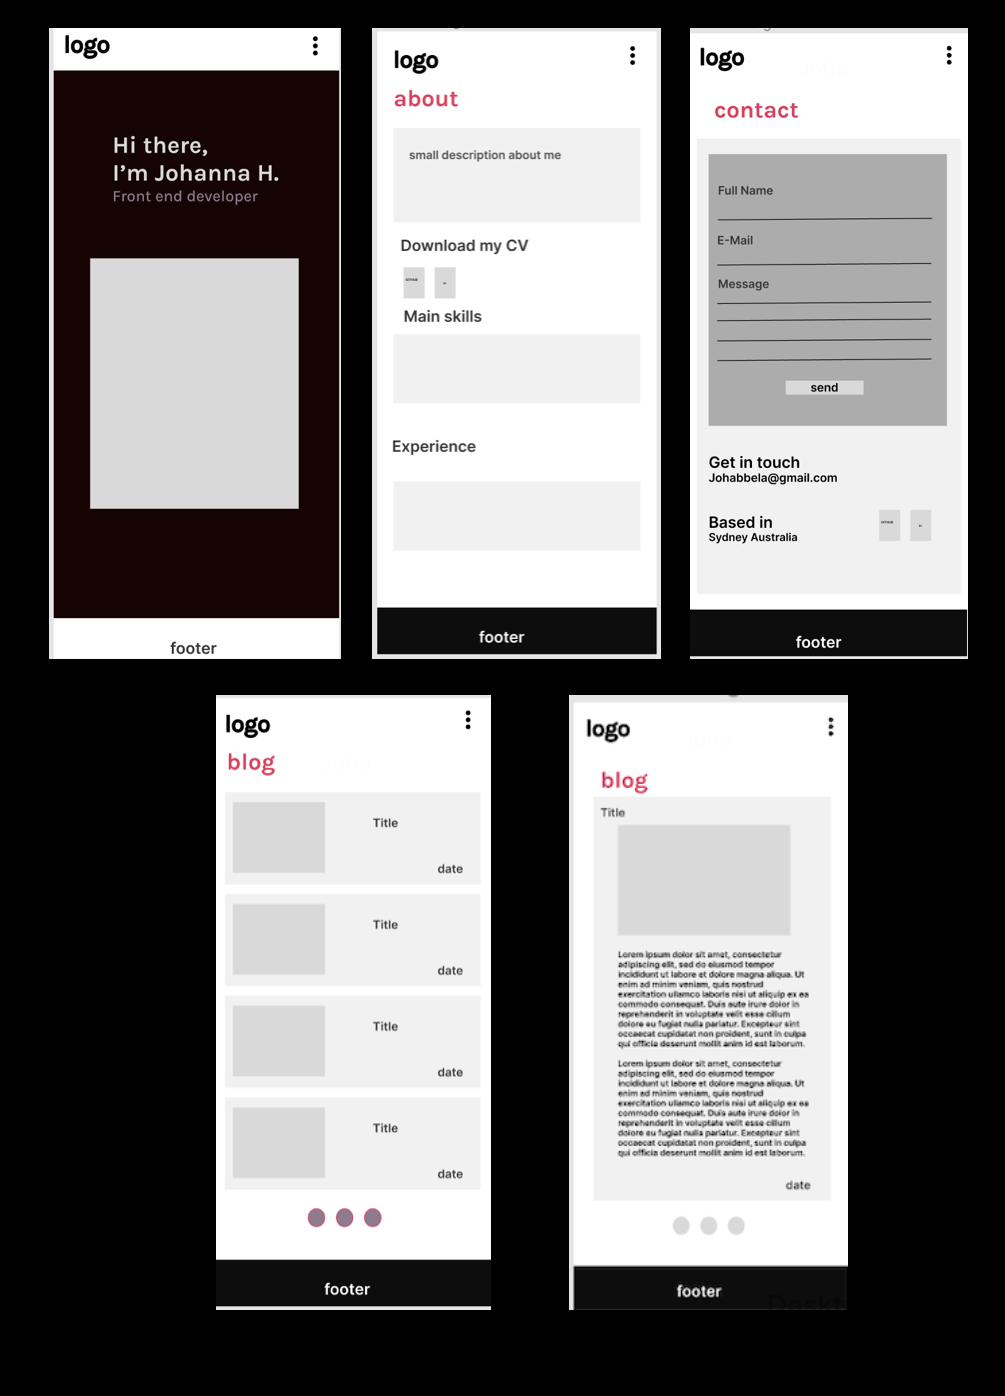 logo
Hi there,
I'm Johanna H.
Front end developer
footer
logo
about
small description about me
Download my CV
Main skills
Experience
footer
logo
contact
Full Name
E-Mail
Message
send
Get in touch
Johabbela@gmail.com
Based in
Sydney Australia
footer
logo
blog
Title
date
Title
date
Title
date
Title
date
footer
logo
blog
Title
Lorem ipsum dolor sit amet, consectetur
adipiscing elit, sed do eiusmod tempor
incididunt ut labore et dolore magna aliqua. Ut
enim ad minim veniam, quis nostrud
exercitation ullamco laboris nisi ut aliquip ex ea
commodo consequat. Duis aute irure dolor in
reprehenderit in voluptate velit esse cillum
dolore eu fugiat nulla pariatur. Excepteur sint
occaecat cupidatat non proident, sunt in culpa
qui officia deserunt mollit anim id est laborum.
Lorem ipsum dolor sit amet, consectetur
adipiscing elit, sed do eiusmod tempor
incididunt ut labore et dolore magna aliqua. Ut
enim ad minim veniam, quis nostrud
exercitation ullamco laboris nisi ut aliquip ex ea
commodo consequat. Duis aute irure dolor in
reprehenderit in voluptate velit esse cillum
dolore eu fugiat nulla pariatur. Excepteur sint
occaecat cupidatat non proident, sunt in culpa
qui officia deserunt mollit anim id est laborum.
date
footer